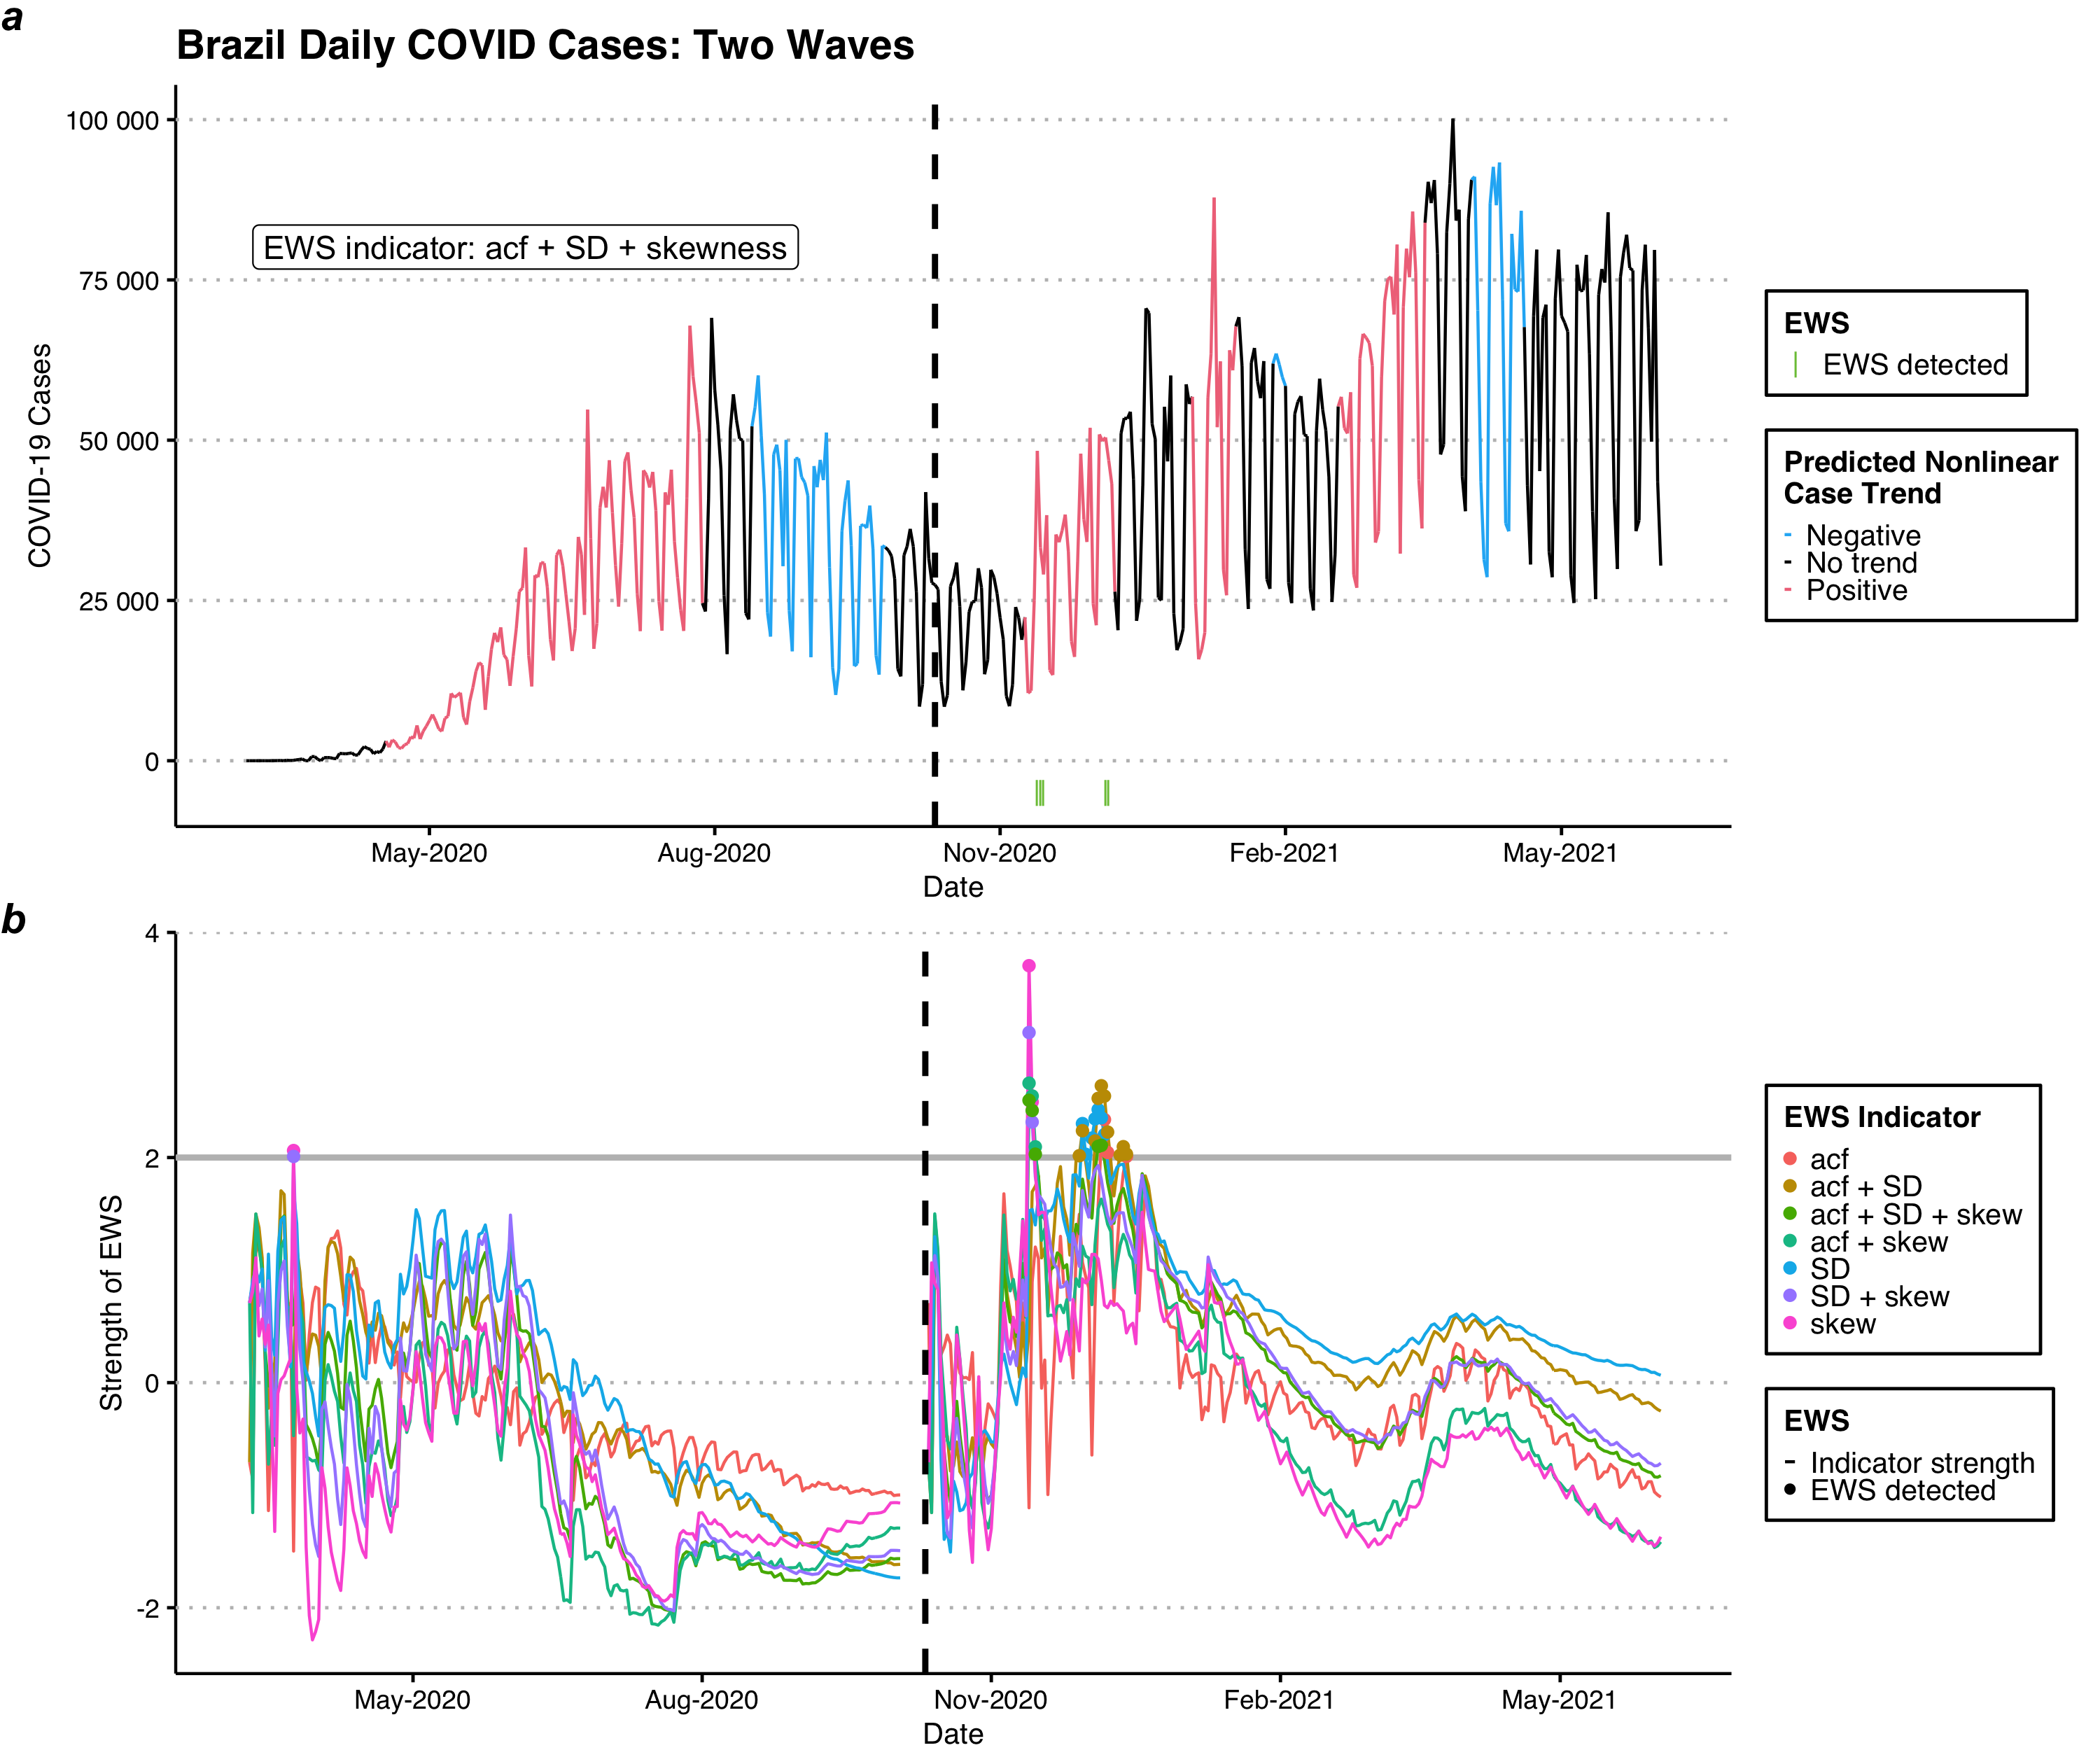 a
Brazil Daily COVID Cases: Two Waves
100 000
75 000
50 000
25 000
0
COVID-19 Cases
EWS indicator: acf + SD + skewness
May-2020
Aug-2020
Nov-2020
Feb-2021
May-2021
Date
EWS
EWS detected
Predicted Nonlinear
Case Trend
Negative
No trend
Positive
b
4
2
0
-2
Strength of EWS
May-2020
Aug-2020
Nov-2020
Feb-2021
May-2021
Date
EWS Indicator
acf
acf + SD
acf + SD + skew
acf + skew
SD
SD + skew
skew
EWS
Indicator strength
EWS detected